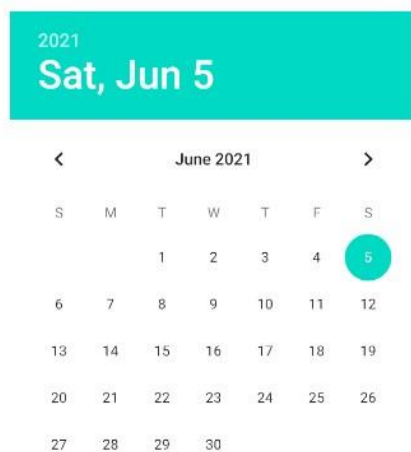 2021
Sat, Jun 5
June 2021
S M T W T F S
1 2 3 4 5
6 7 8 9 10 11 12
13 14 15 16 17 18 19
20 21 22 23 24 25 26
27 28 29 30